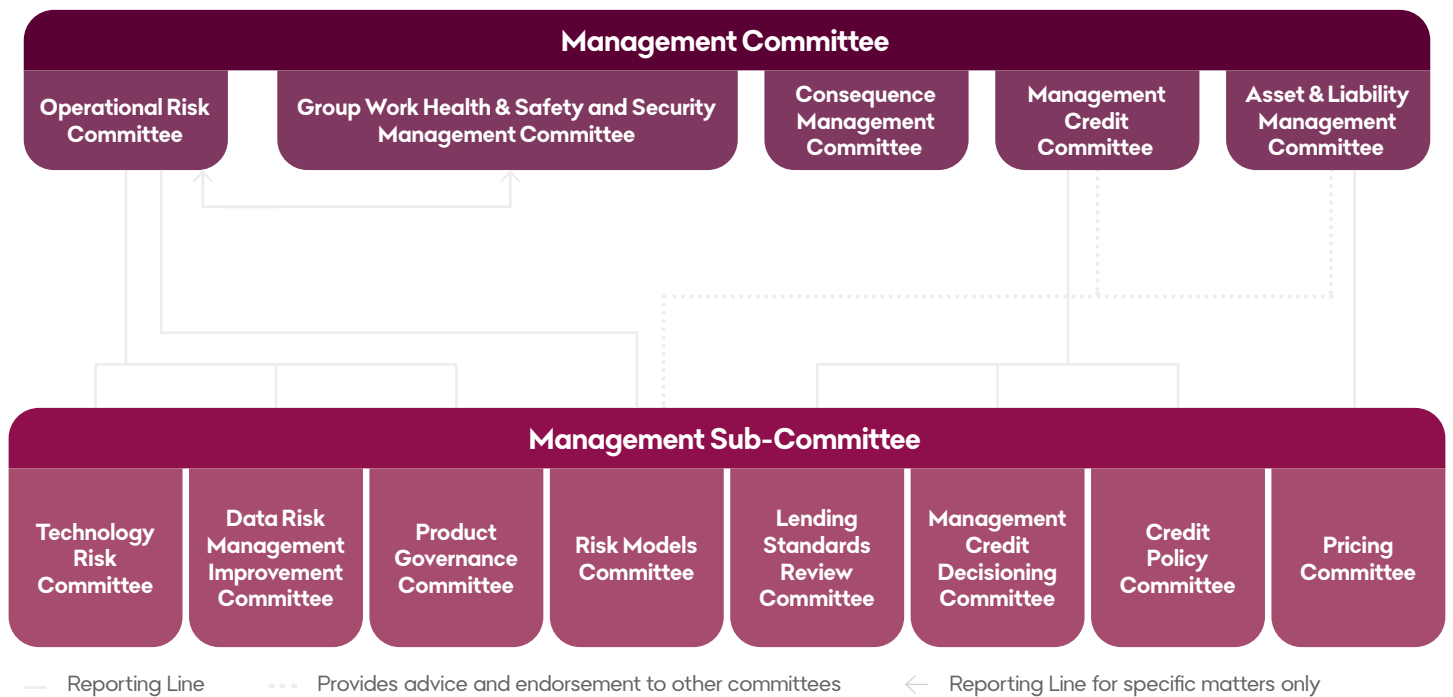 Management Committee
Operational Risk
Committee
Group Work Health & Safety and Security
Management Committee
Consequence
Management
Committee
Management
Credit
Committee
Asset & Liability
Management
Committee
Management Sub-Committee
Technology
Risk
Committee
Data Risk
Management
Improvement
Committee
Product
Governance
Committee
Risk Models
Committee
Lending
Standards
Review
Committee
Management
Credit
Decisioning
Committee
Credit
Policy
Committee
Pricing
Committee
Reporting Line
Provides advice and endorsement to other committees
Reporting Line for specific matters only